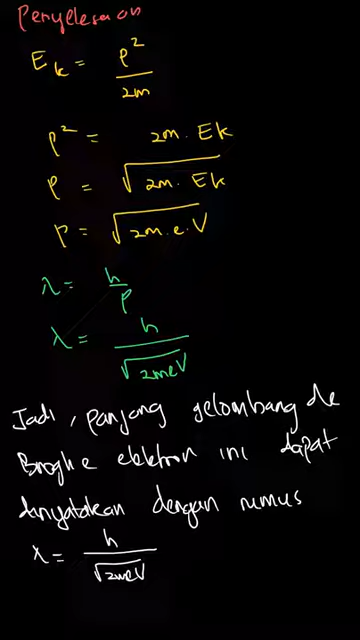 Penyelesaian
Ek = p²/2m
p² = 2m. Ek
p = √(2m. Ek)
p = √(2m.e.V)
λ = h/p
λ = h/√(2meV)
Jadi, panjang gelombang de
Broglie elektron ini dapat
dinyatakan dengan rumus
λ = h/√(2meV)